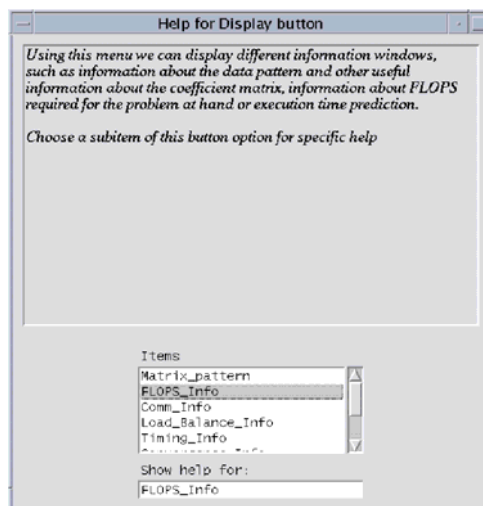 Help for Display button
Using this menu we can display different information windows,
such as information about the data pattern and other useful
information about the coefficient matrix, information about FLOPS
required for the problem at hand or execution time prediction.
Choose a subitem of this button option for specific help
Items
Matrix_pattern
FLOPS_Info
Comm_Info
Load_Balance_Info
Timing_Info
Show help for:
FLOPS_Info